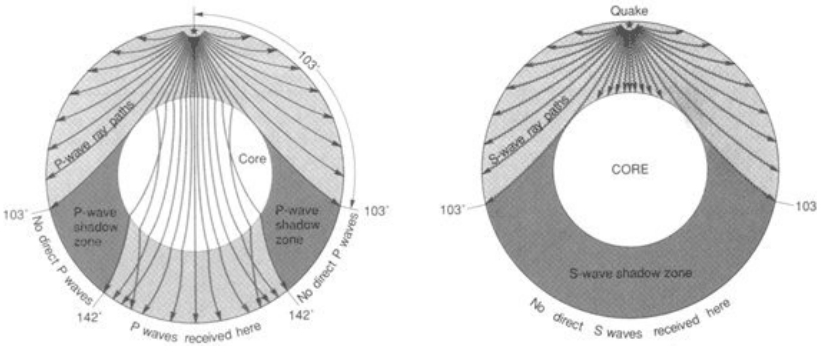 103°
P-wave ray paths
Core
P-wave
shadow
zone
P-wave
shadow
zone
103°
103°
No direct P waves
No direct P waves
142°
142°
P waves received here
Quake
S-wave ray paths
CORE
103°
103
S-wave shadow zone
No direct S waves received here